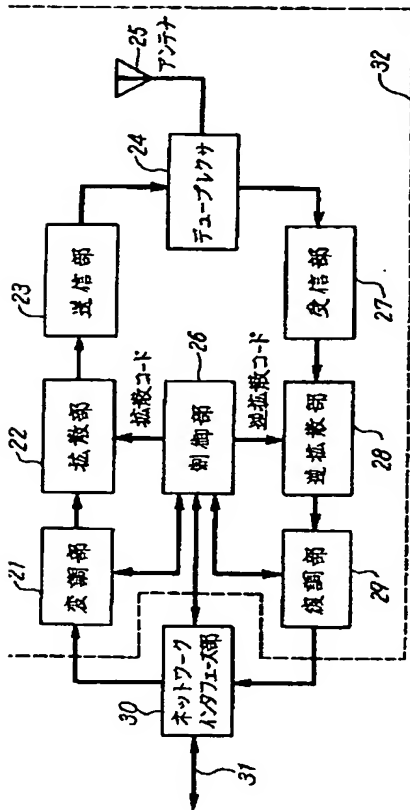 25
アンテナ
24
デュープレクサ
23
送信部
受信部
27
22
拡散部
拡散コード
26
制御部
逆拡散コード
逆拡散部
28
21
変調部
復調部
29
30
ネットワーク
インタフェース部
31
32